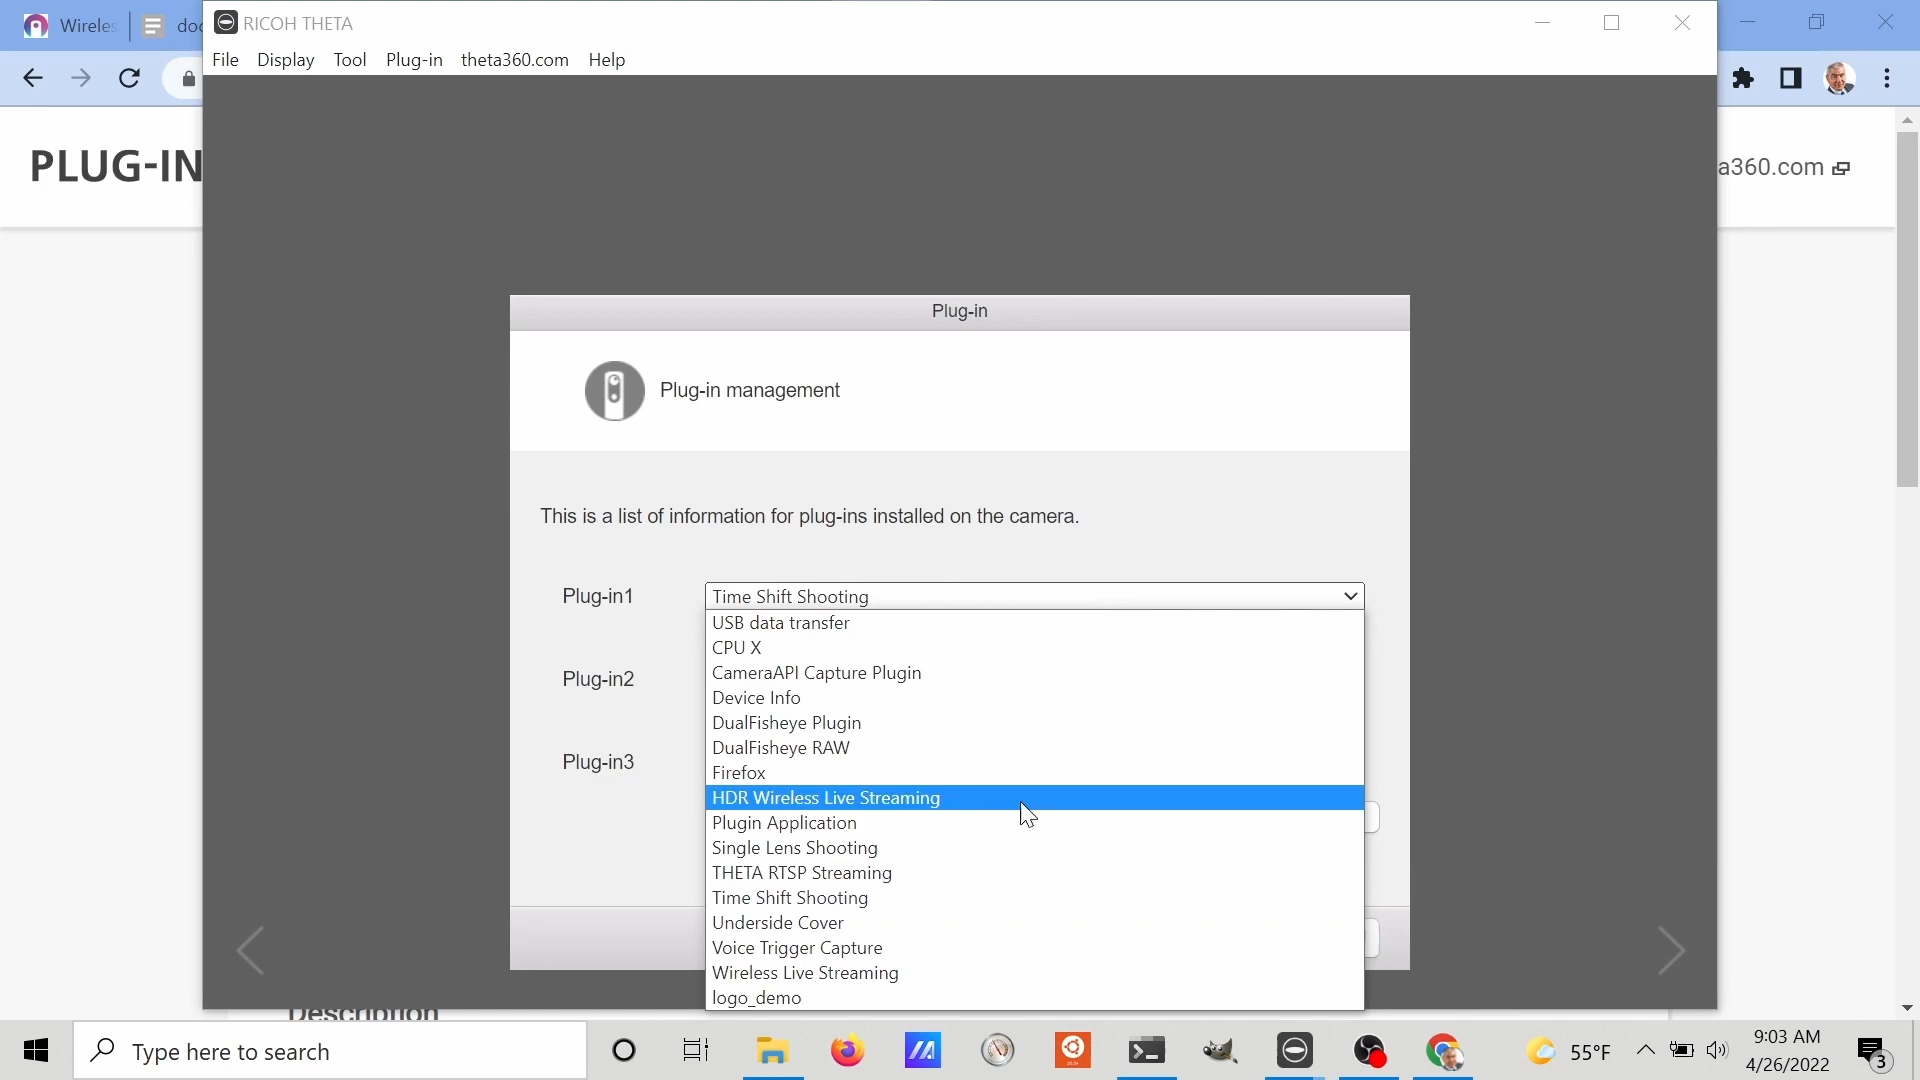 Wireles
doc
RICOH THETA
File Display Tool Plug-in theta360.com Help
PLUG-IN
a360.com
Plug-in
Plug-in management
This is a list of information for plug-ins installed on the camera.
Plug-in1
Time Shift Shooting
USB data transfer
CPU X
CameraAPI Capture Plugin
Plug-in2
Device Info
DualFisheye Plugin
DualFisheye RAW
Plug-in3
Firefox
HDR Wireless Live Streaming
Plugin Application
Single Lens Shooting
THETA RTSP Streaming
Time Shift Shooting
Underside Cover
Voice Trigger Capture
Wireless Live Streaming
logo_demo
Description
Type here to search
55°F
9:03 AM
4/26/2022
3